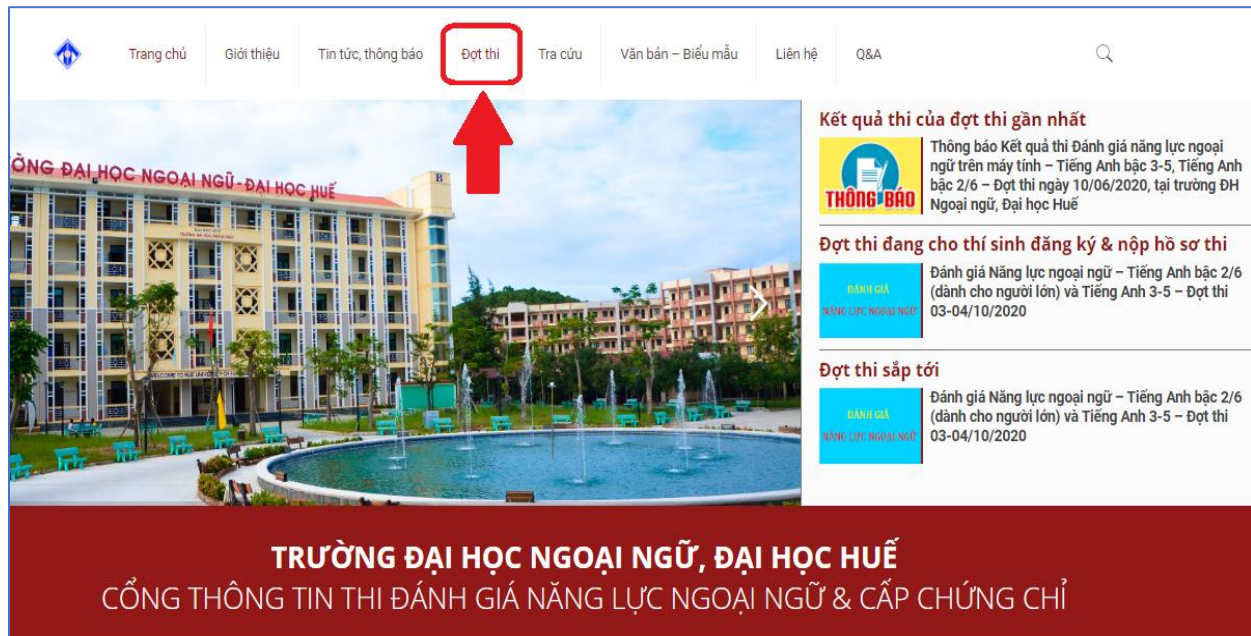 Trang chủ
Giới thiệu
Tin tức, thông báo
Đợt thi
Tra cứu
Văn bản – Biểu mẫu
Liên hệ
Q&A
ỜNG ĐẠI HỌC NGOẠI NGỮ - ĐẠI HỌC HUẾ
B
Kết quả thi của đợt thi gần nhất
THÔNG BÁO
Thông báo Kết quả thi Đánh giá năng lực ngoại
ngữ trên máy tính – Tiếng Anh bậc 3-5, Tiếng Anh
bậc 2/6 – Đợt thi ngày 10/06/2020, tại trường ĐH
Ngoại ngữ, Đại học Huế
Đợt thi đang cho thí sinh đăng ký & nộp hồ sơ thi
ĐÁNH GIÁ
NĂNG LỰC NGOẠI NGỮ
Đánh giá Năng lực ngoại ngữ – Tiếng Anh bậc 2/6
(dành cho người lớn) và Tiếng Anh 3-5 – Đợt thi
03-04/10/2020
Đợt thi sắp tới
ĐÁNH GIÁ
NĂNG LỰC NGOẠI NGỮ
Đánh giá Năng lực ngoại ngữ – Tiếng Anh bậc 2/6
(dành cho người lớn) và Tiếng Anh 3-5 – Đợt thi
03-04/10/2020
TRƯỜNG ĐẠI HỌC NGOẠI NGỮ, ĐẠI HỌC HUẾ
CỔNG THÔNG TIN THI ĐÁNH GIÁ NĂNG LỰC NGOẠI NGỮ & CẤP CHỨNG CHỈ